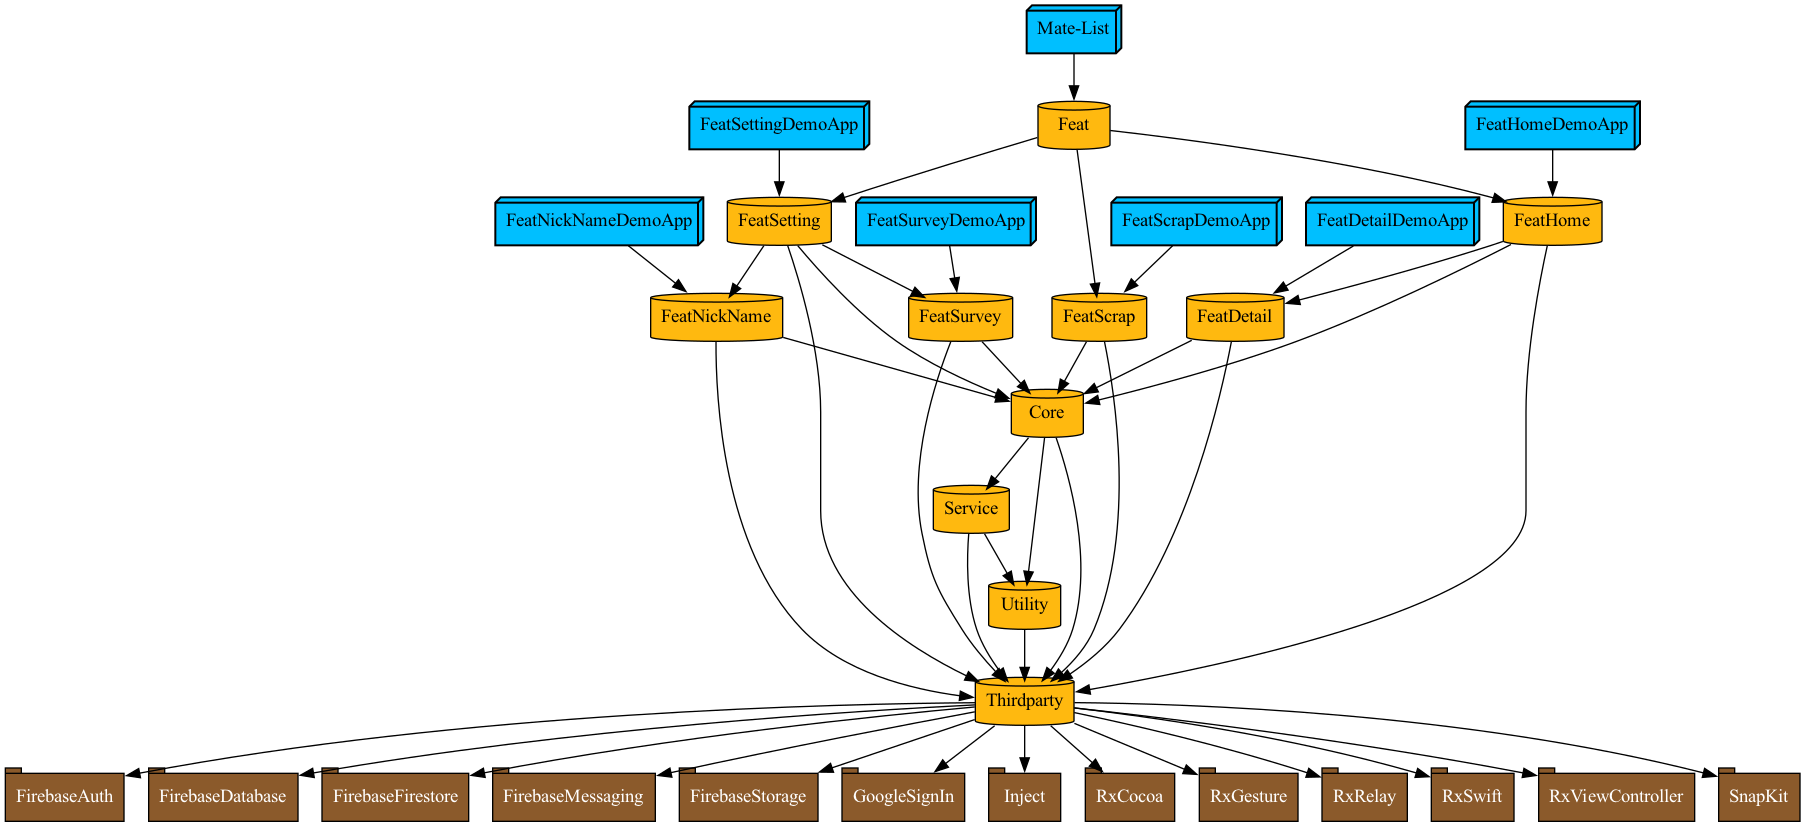 Mate-List
FeatSettingDemoApp
Feat
FeatHomeDemoApp
FeatNickNameDemoApp
FeatSetting
FeatSurveyDemoApp
FeatScrapDemoApp
FeatDetailDemoApp
FeatHome
FeatNickName
FeatSurvey
FeatScrap
FeatDetail
Core
Service
Utility
Thirdparty
FirebaseAuth
FirebaseDatabase
FirebaseFirestore
FirebaseMessaging
FirebaseStorage
GoogleSignIn
Inject
RxCocoa
RxGesture
RxRelay
RxSwift
RxViewController
SnapKit